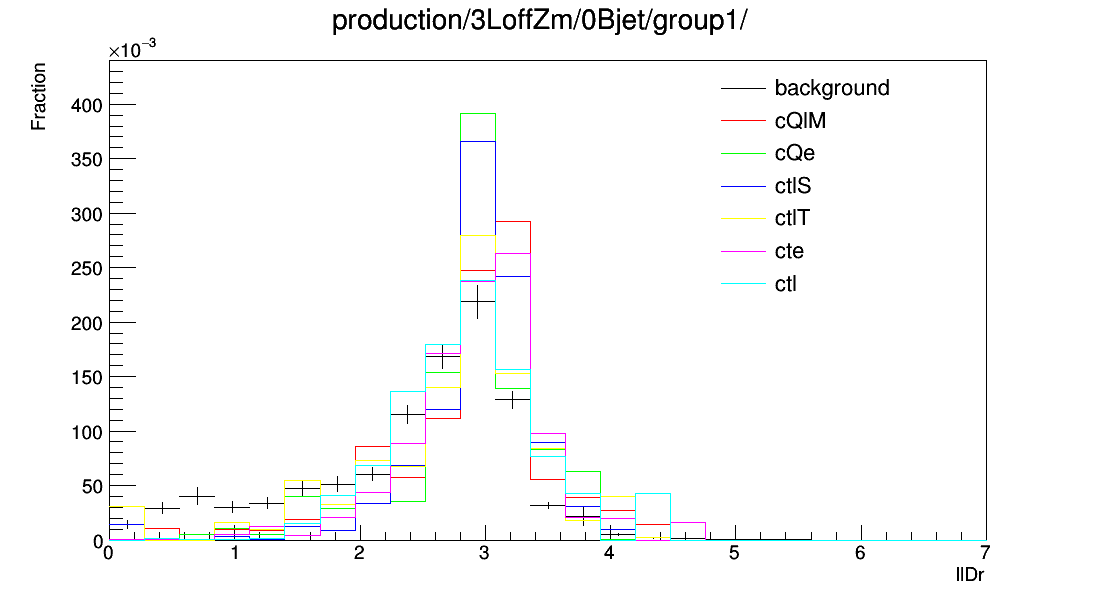 production/3LoffZm/0Bjet/group1/
×10⁻³
Fraction
400
350
300
250
200
150
100
50
0
background
cQlM
cQe
ctlS
ctlT
cte
ctl
0 1 2 3 4 5 6 7
llDr